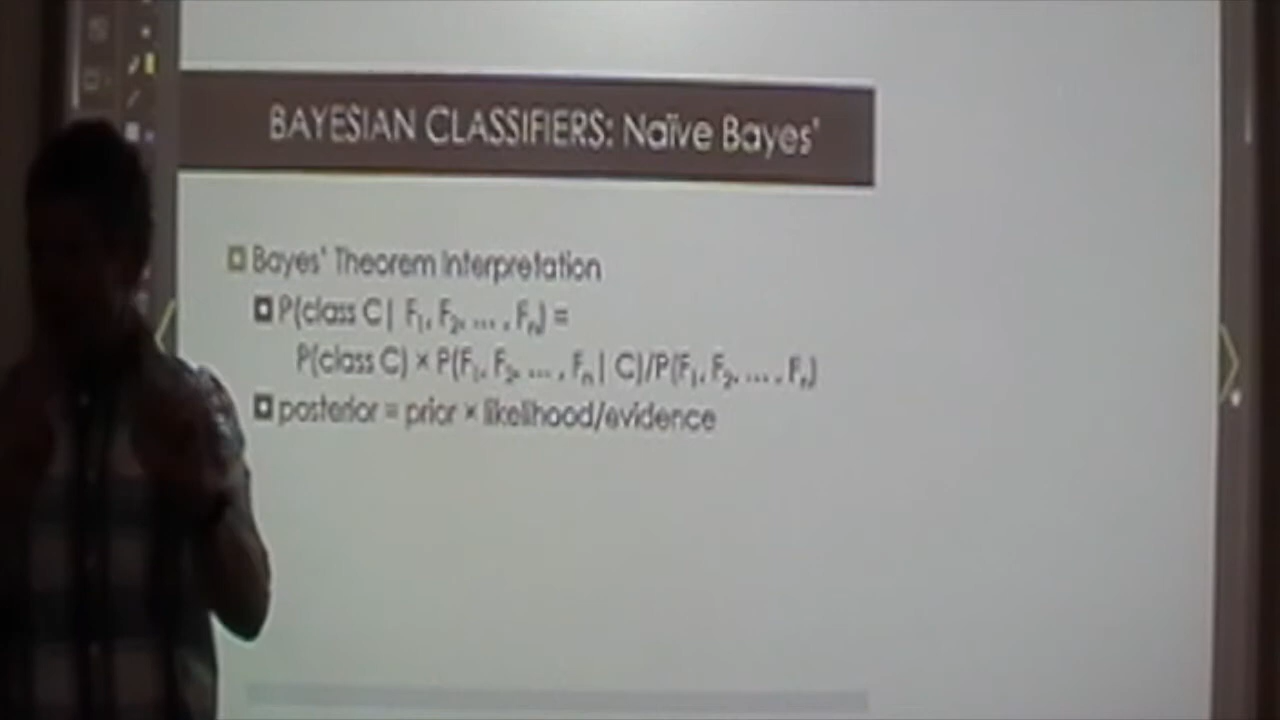 BAYESIAN CLASSIFIERS: Naïve Bayes'
Bayes' Theorem Interpretation
P(class C| F₁, F₂, ... , Fₙ) =
P(class C) × P(F₁, F₂, ... , Fₙ| C)/P(F₁, F₂, ... , Fₙ)
posterior = prior × likelihood/evidence